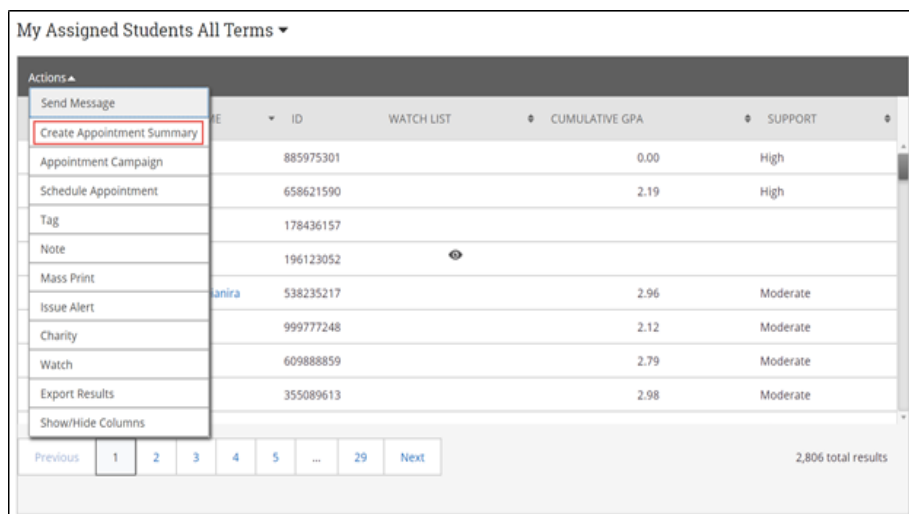 My Assigned Students All Terms
Actions
Send Message
Create Appointment Summary
Appointment Campaign
Schedule Appointment
Tag
Note
Mass Print
Issue Alert
Charity
Watch
Export Results
Show/Hide Columns
ID WATCH LIST CUMULATIVE GPA SUPPORT
885975301 0.00 High
658621590 2.19 High
178436157
196123052
538235217 2.96 Moderate
999777248 2.12 Moderate
609888859 2.79 Moderate
355089613 2.98 Moderate
Previous 1 2 3 4 5 ... 29 Next 2,806 total results